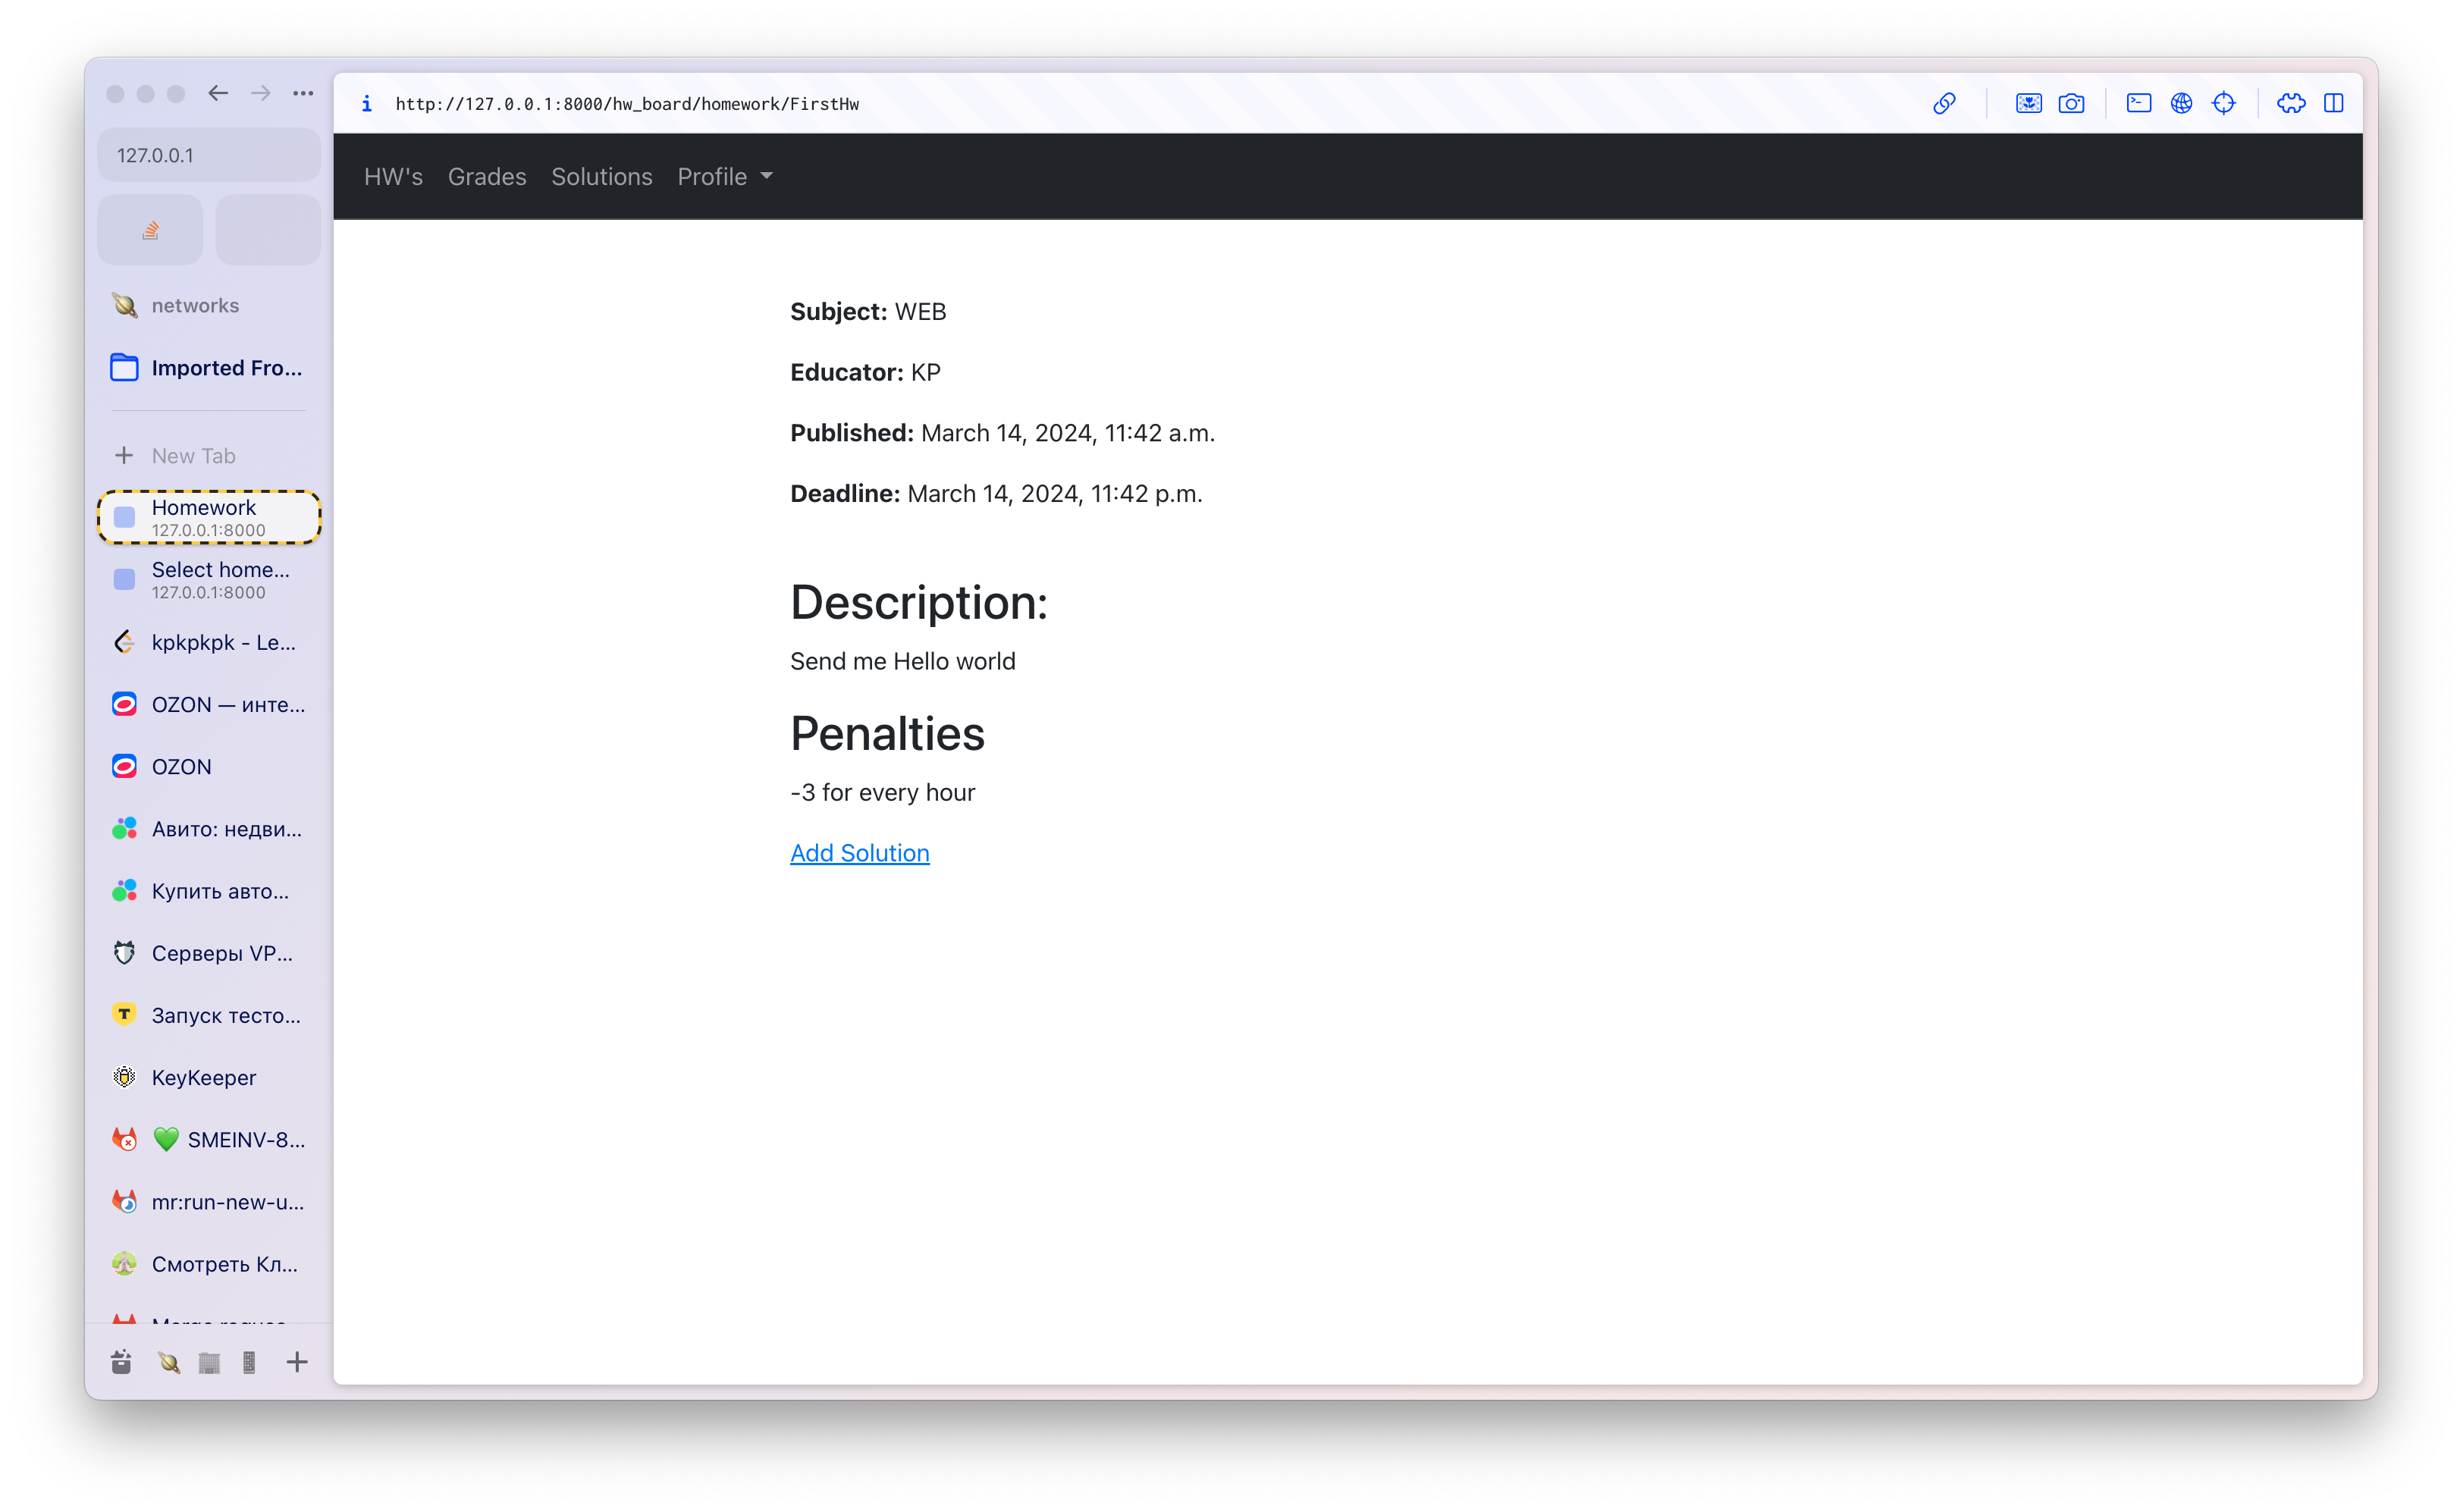 http://127.0.0.1:8000/hw_board/homework/FirstHw
127.0.0.1
networks
Imported Fro...
New Tab
Homework
127.0.0.1:8000
Select home...
127.0.0.1:8000
kpkpkpk - Le...
OZON — инте...
OZON
Авито: недви...
Купить авто...
Серверы VP...
Запуск тесто...
KeyKeeper
💚 SMEINV-8...
mr:run-new-u...
Смотреть Кл...
HW's Grades Solutions Profile
Subject: WEB
Educator: KP
Published: March 14, 2024, 11:42 a.m.
Deadline: March 14, 2024, 11:42 p.m.
Description:
Send me Hello world
Penalties
-3 for every hour
Add Solution